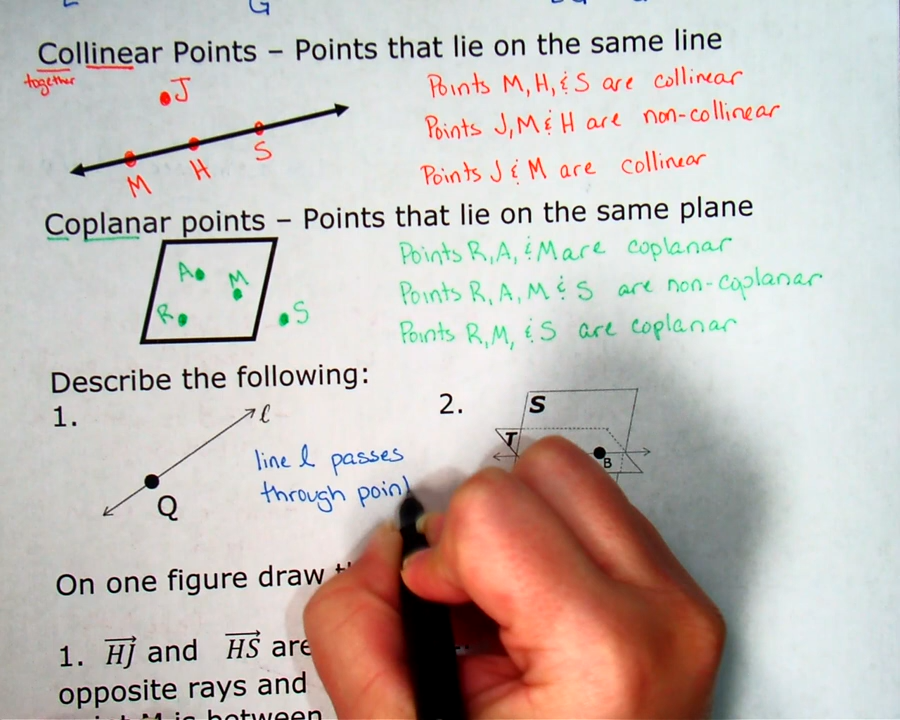 G
Collinear Points – Points that lie on the same line
together
J
M
H
S
Points M, H, & S are collinear
Points J, M & H are non-collinear
Points J & M are collinear
Coplanar points – Points that lie on the same plane
A
M
R
S
Points R, A, & M are coplanar
Points R, A, M & S are non-coplanar
Points R, M, & S are coplanar
Describe the following:
1.
ℓ
Q
line ℓ passes
through point
2.
S
T
B
On one figure draw
1. HJ and HS are
opposite rays and
is between